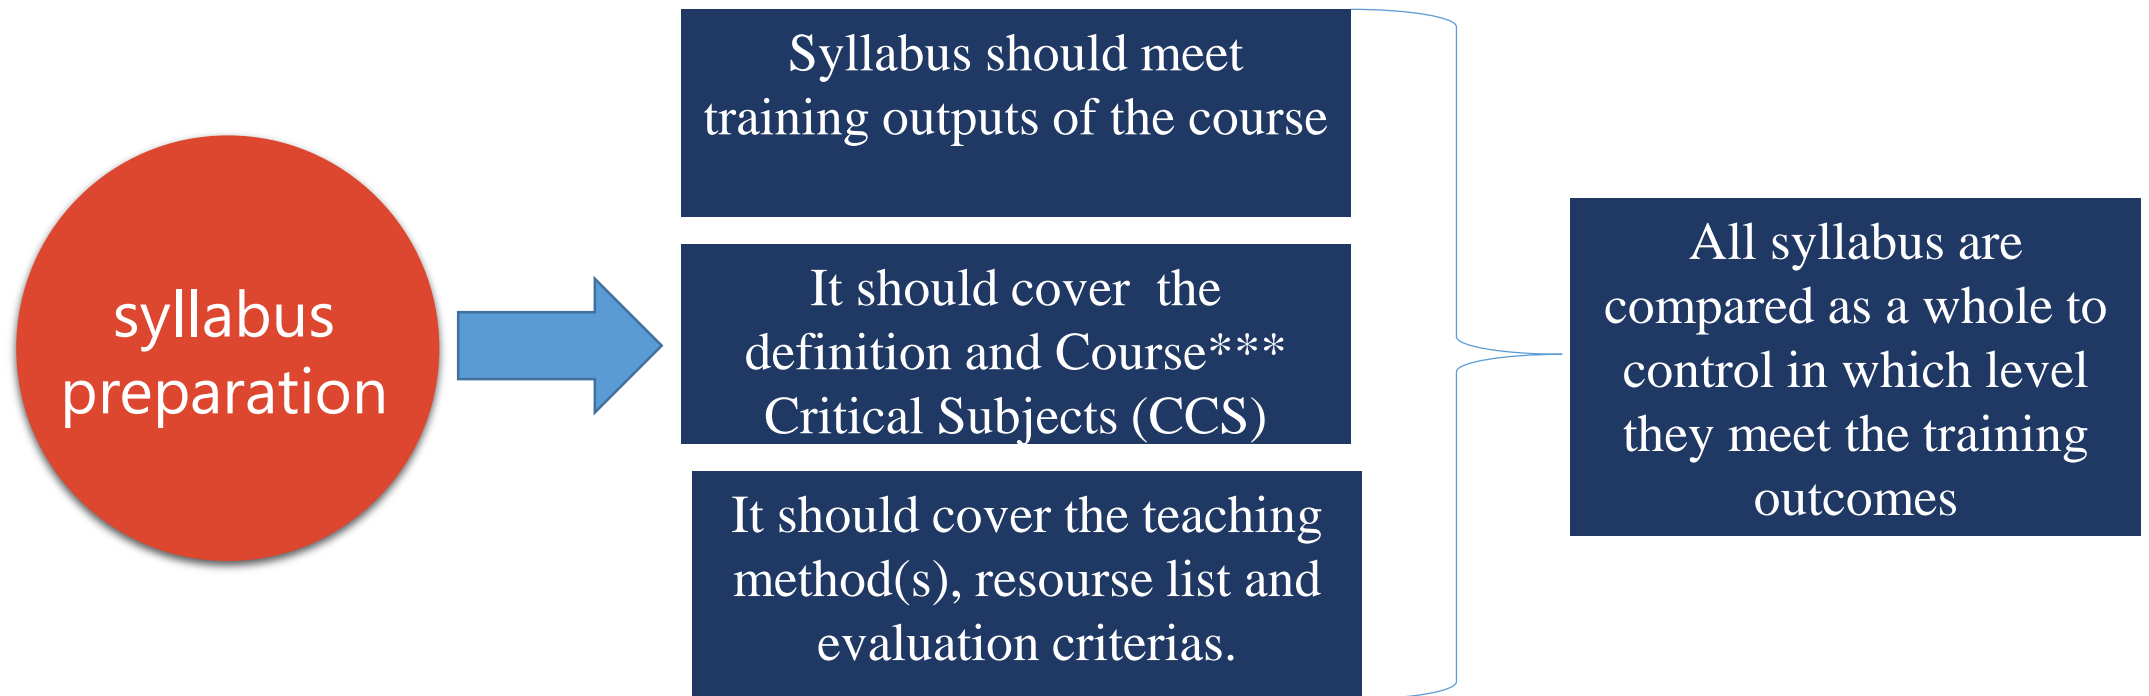 syllabus
preparation
Syllabus should meet
training outputs of the course
It should cover the
definition and Course***
Critical Subjects (CCS)
It should cover the teaching
method(s), resourse list and
evaluation criterias.
All syllabus are
compared as a whole to
control in which level
they meet the training
outcomes